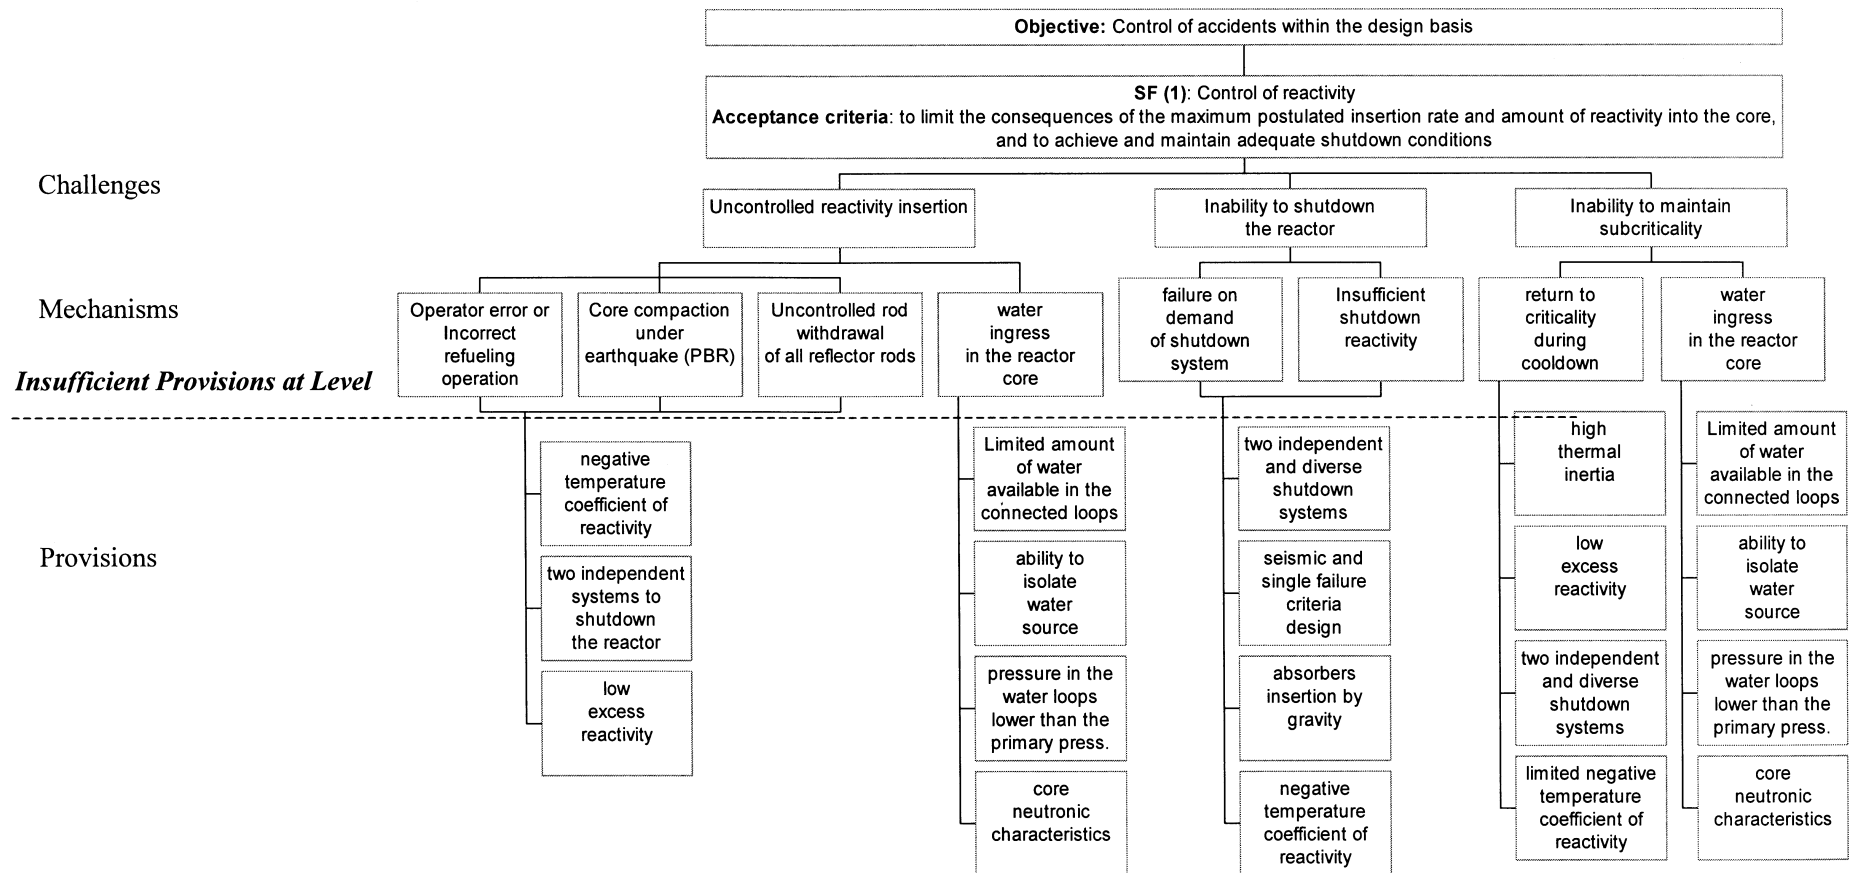 Objective: Control of accidents within the design basis
SF (1): Control of reactivity
Acceptance criteria: to limit the consequences of the maximum postulated insertion rate and amount of reactivity into the core,
and to achieve and maintain adequate shutdown conditions
Challenges
Uncontrolled reactivity insertion
Inability to shutdown
the reactor
Inability to maintain
subcriticality
Mechanisms
Operator error or
Incorrect
refueling
operation
Core compaction
under
earthquake (PBR)
Uncontrolled rod
withdrawal
of all reflector rods
water
ingress
in the reactor
core
failure on
demand
of shutdown
system
Insufficient
shutdown
reactivity
return to
criticality
during
cooldown
water
ingress
in the reactor
core
Insufficient Provisions at Level
Provisions
negative
temperature
coefficient of
reactivity
two independent
systems to
shutdown
the reactor
low
excess
reactivity
Limited amount
of water
available in the
connected loops
ability to
isolate
water
source
pressure in the
water loops
lower than the
primary press.
core
neutronic
characteristics
two independent
and diverse
shutdown
systems
seismic and
single failure
criteria
design
absorbers
insertion by
gravity
negative
temperature
coefficient of
reactivity
high
thermal
inertia
low
excess
reactivity
two independent
and diverse
shutdown
systems
limited negative
temperature
coefficient of
reactivity
Limited amount
of water
available in the
connected loops
ability to
isolate
water
source
pressure in the
water loops
lower than the
primary press.
core
neutronic
characteristics